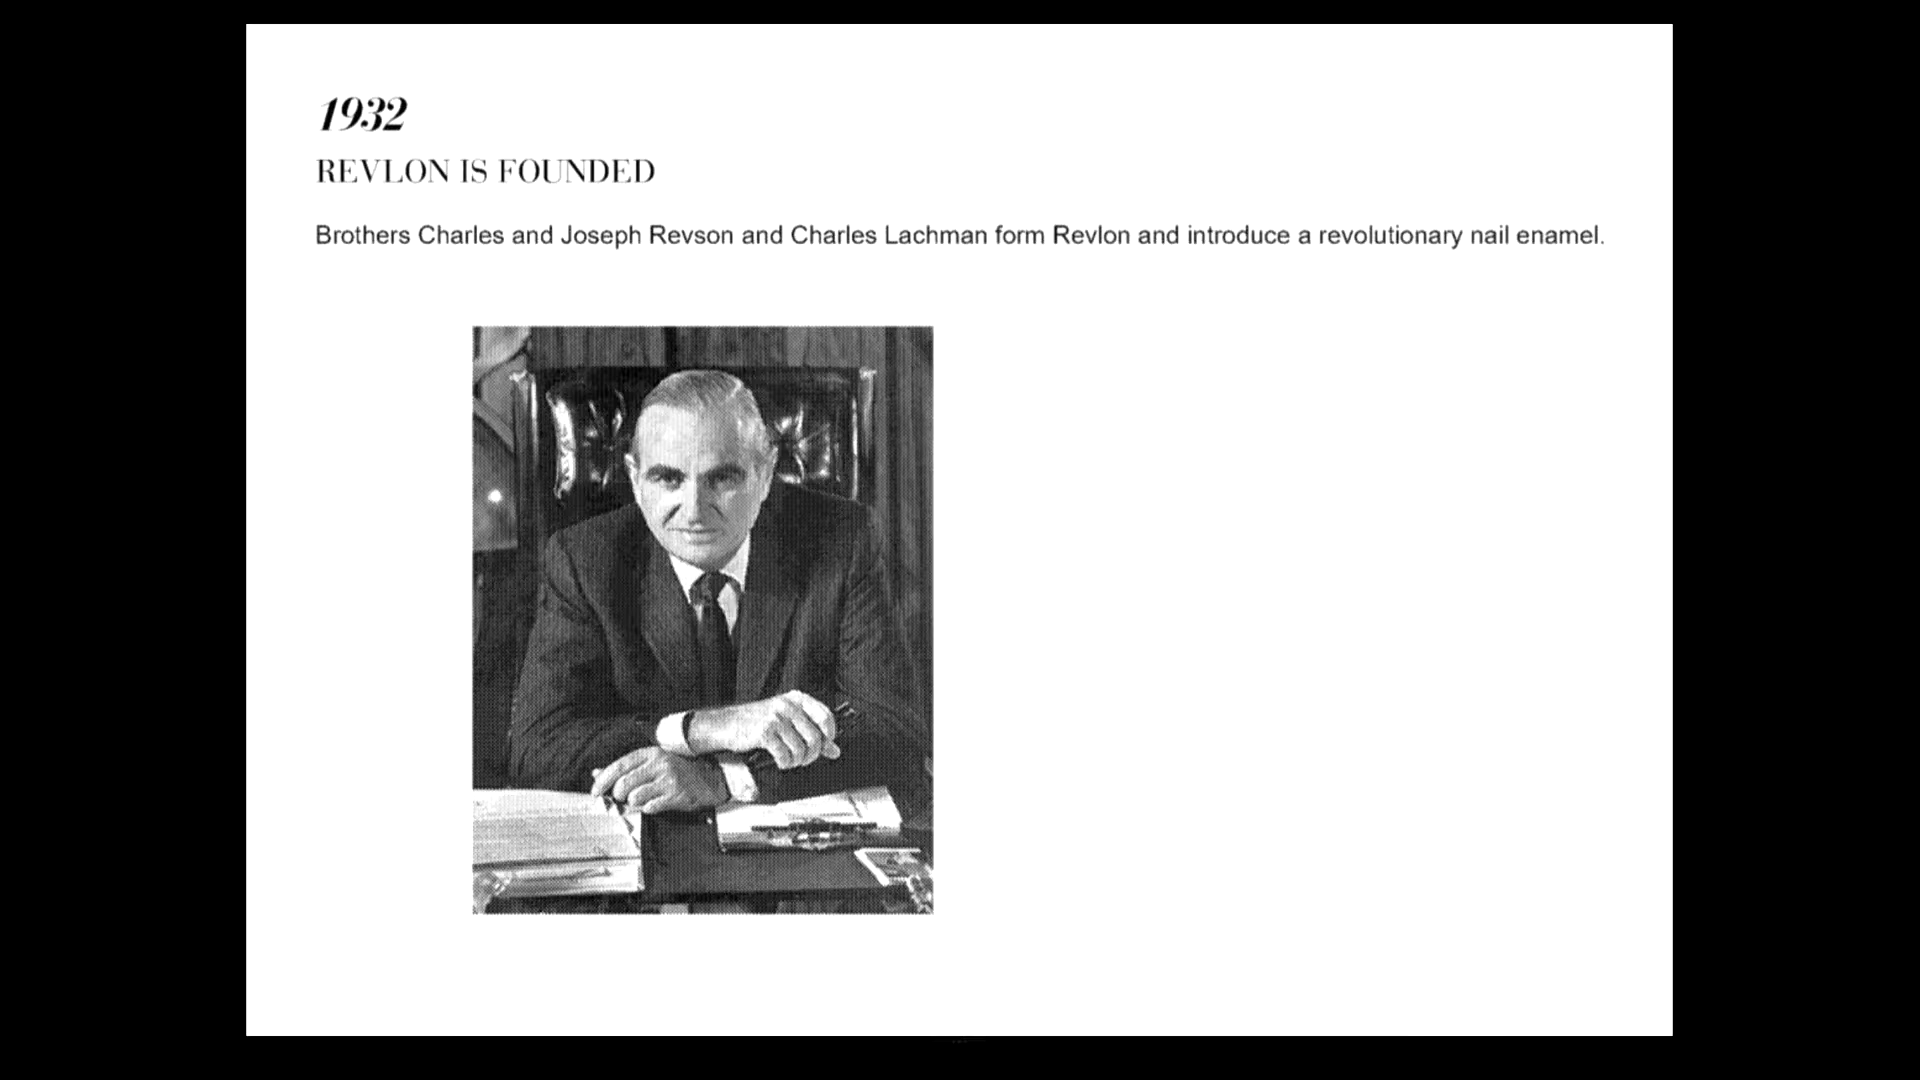 1932
REVLON IS FOUNDED
Brothers Charles and Joseph Revson and Charles Lachman form Revlon and introduce a revolutionary nail enamel.